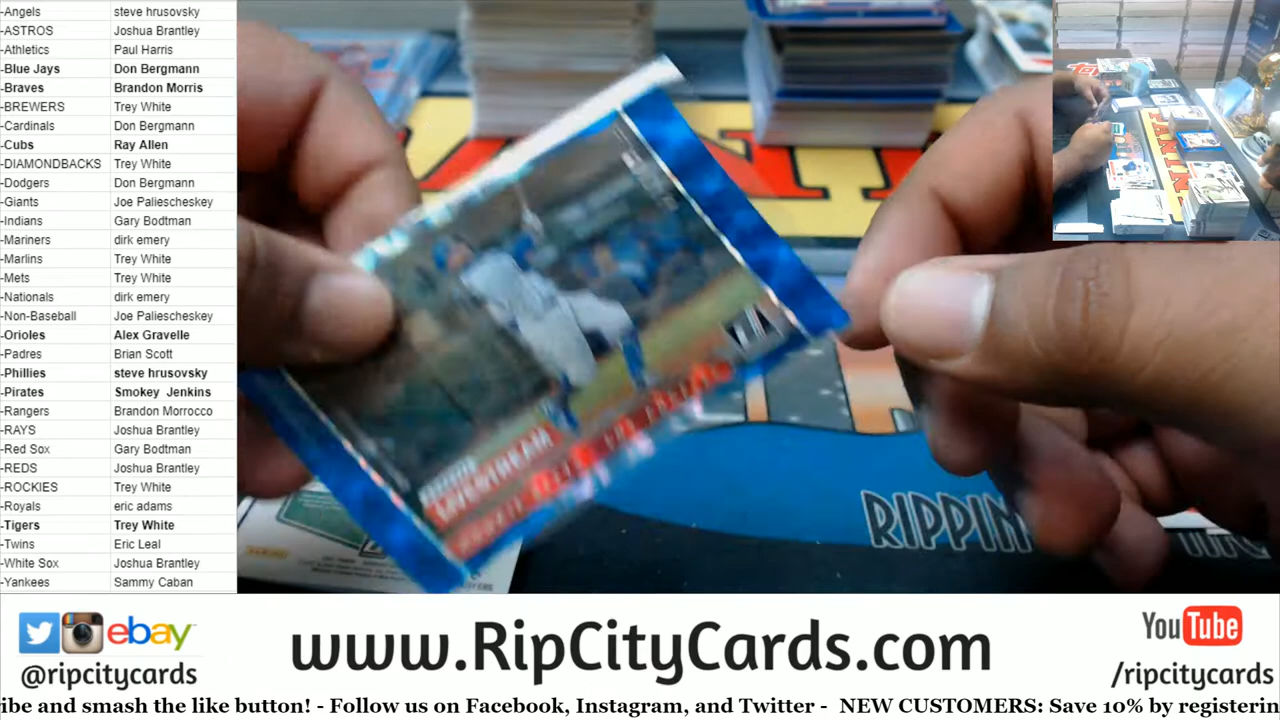 -Angels steve hrusovsky
-ASTROS Joshua Brantley
-Athletics Paul Harris
-Blue Jays Don Bergmann
-Braves Brandon Morris
-BREWERS Trey White
-Cardinals Don Bergmann
-Cubs Ray Allen
-DIAMONDBACKS Trey White
-Dodgers Don Bergmann
-Giants Joe Paliescheskey
-Indians Gary Bodtman
-Mariners dirk emery
-Marlins Trey White
-Mets Trey White
-Nationals dirk emery
-Non-Baseball Joe Paliescheskey
-Orioles Alex Gravelle
-Padres Brian Scott
-Phillies steve hrusovsky
-Pirates Smokey Jenkins
-Rangers Brandon Morrocco
-RAYS Joshua Brantley
-Red Sox Gary Bodtman
-REDS Joshua Brantley
-ROCKIES Trey White
-Royals eric adams
-Tigers Trey White
-Twins Eric Leal
-White Sox Joshua Brantley
-Yankees Sammy Caban
RIPPIN
ebay
@ripcitycards
www.RipCityCards.com
YouTube
/ripcitycards
ribe and smash the like button! - Follow us on Facebook, Instagram, and Twitter - NEW CUSTOMERS: Save 10% by registerin